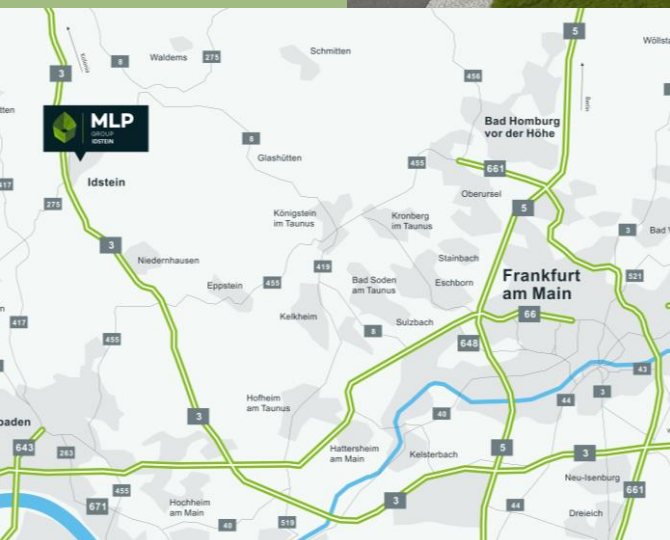 5
Schmitten
Waldems
275
8
Kolonia
3
456
Berlin
MLP
GROUP
IDSTEIN
Bad Homburg
vor der Höhe
8
Glashütten
455
661
Idstein
417
Oberursel
275
5
Königstein
im Taunus
Kronberg
im Taunus
3
3
Niedernhausen
Stainbach
419
Eschborn
Frankfurt
am Main
521
Eppstein
455
Bad Soden
am Taunus
66
Kelkheim
Sulzbach
417
8
455
648
43
3
44
Hofheim
am Taunus
40
3
643
263
Hattersheim
am Main
Kelsterbach
5
3
Neu-Isenburg
455
661
671
Hochheim
am Main
3
44
Dreieich
40
519